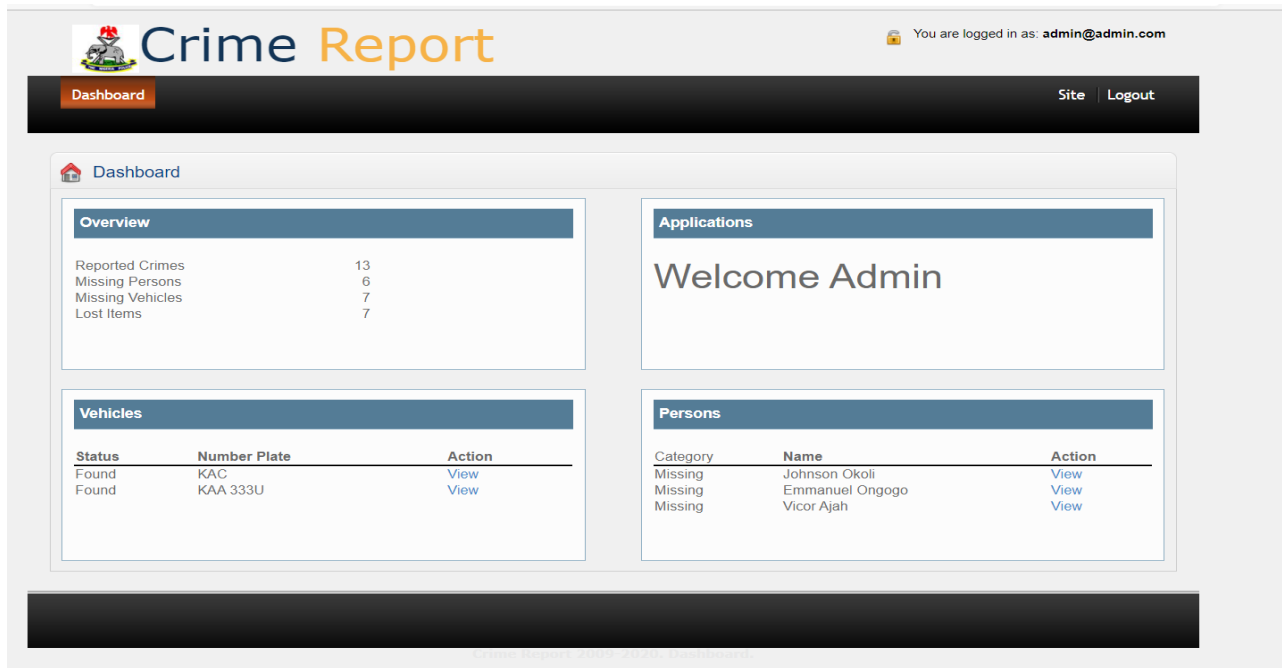 Crime Report
You are logged in as: admin@admin.com
Dashboard
Site Logout
Dashboard
Overview
Reported Crimes 13
Missing Persons 6
Missing Vehicles 7
Lost Items 7
Applications
Welcome Admin
Vehicles
Status Number Plate Action
Found KAC View
Found KAA 333U View
Persons
Category Name Action
Missing Johnson Okoli View
Missing Emmanuel Ongogo View
Missing Vicor Ajah View
Crime Report 2009-2020. Dashboard.